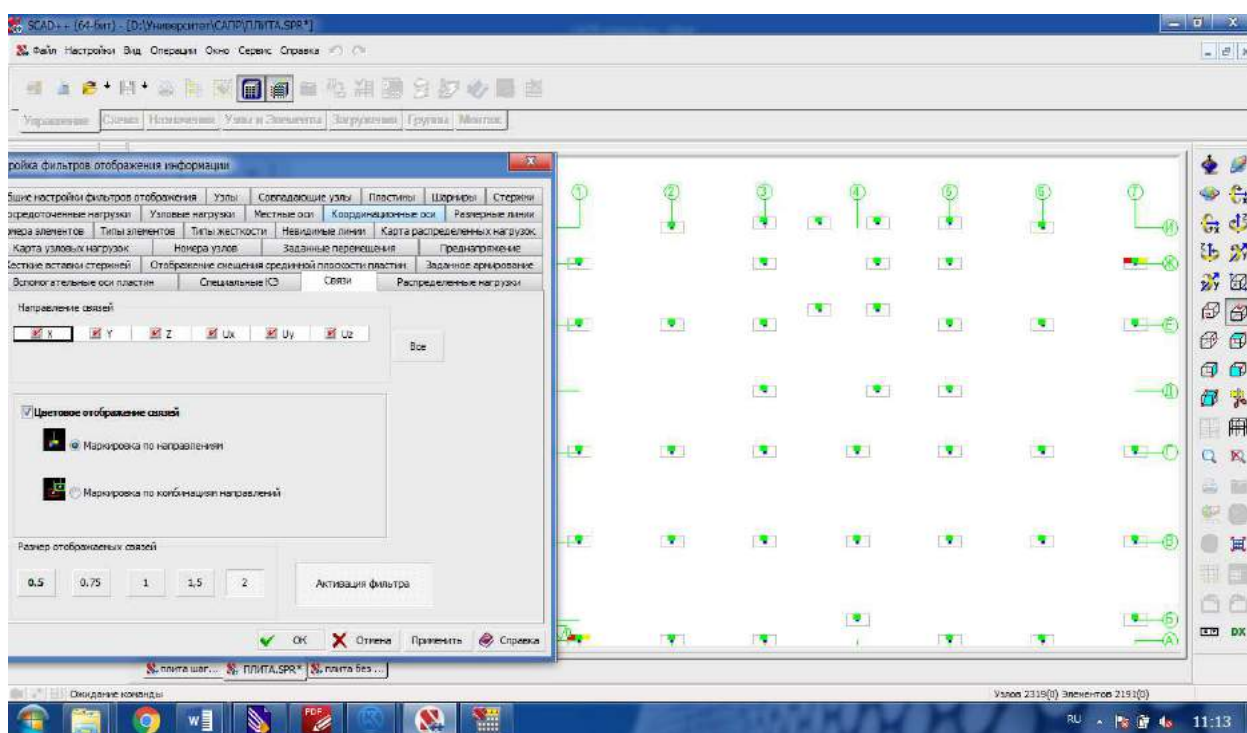 SCAD++ (64-бит) - [D:\Университет\САПР\ПЛИТА.SPR*]
Файл Настройки Вид Операции Окно Сервис Справка
Управление Схема Назначения Узлы и Элементы Загружения Группы Монтаж
ройка фильтров отображения информации
бщие настройки фильтров отображения Узлы Совпадающие узлы Пластины Шарниры Стержни
осредоточенные нагрузки Узловые нагрузки Местные оси Координационные оси Размерные линии
мера элементов Типы элементов Типы жесткости Невидимые линии Карта распределенных нагрузок
Карта узловых нагрузок Номера узлов Заданные перемещения Преднапряжение
есткие вставки стержней Отображение смещения срединной плоскости пластин Заданное армирование
Вспомогательные оси пластин Специальные КЭ Связи Распределенные нагрузки
Направление связей
X Y Z Ux Uy Uz
Все
Цветовое отображение связей
Маркировка по направлениям
Маркировка по комбинациям направлений
Размер отображаемых связей
0.5 0,75 1 1,5 2 Активация фильтра
OK Отмена Применить Справка
1 2 3 4 5 6 7
И
Ж
Е
Д
Г
В
Б
А
DX
плита шаг... ПЛИТА.SPR* плита без ...
Ожидание команды
Узлов 2319(0) Элементов 2191(0)
PDF
RU 11:13